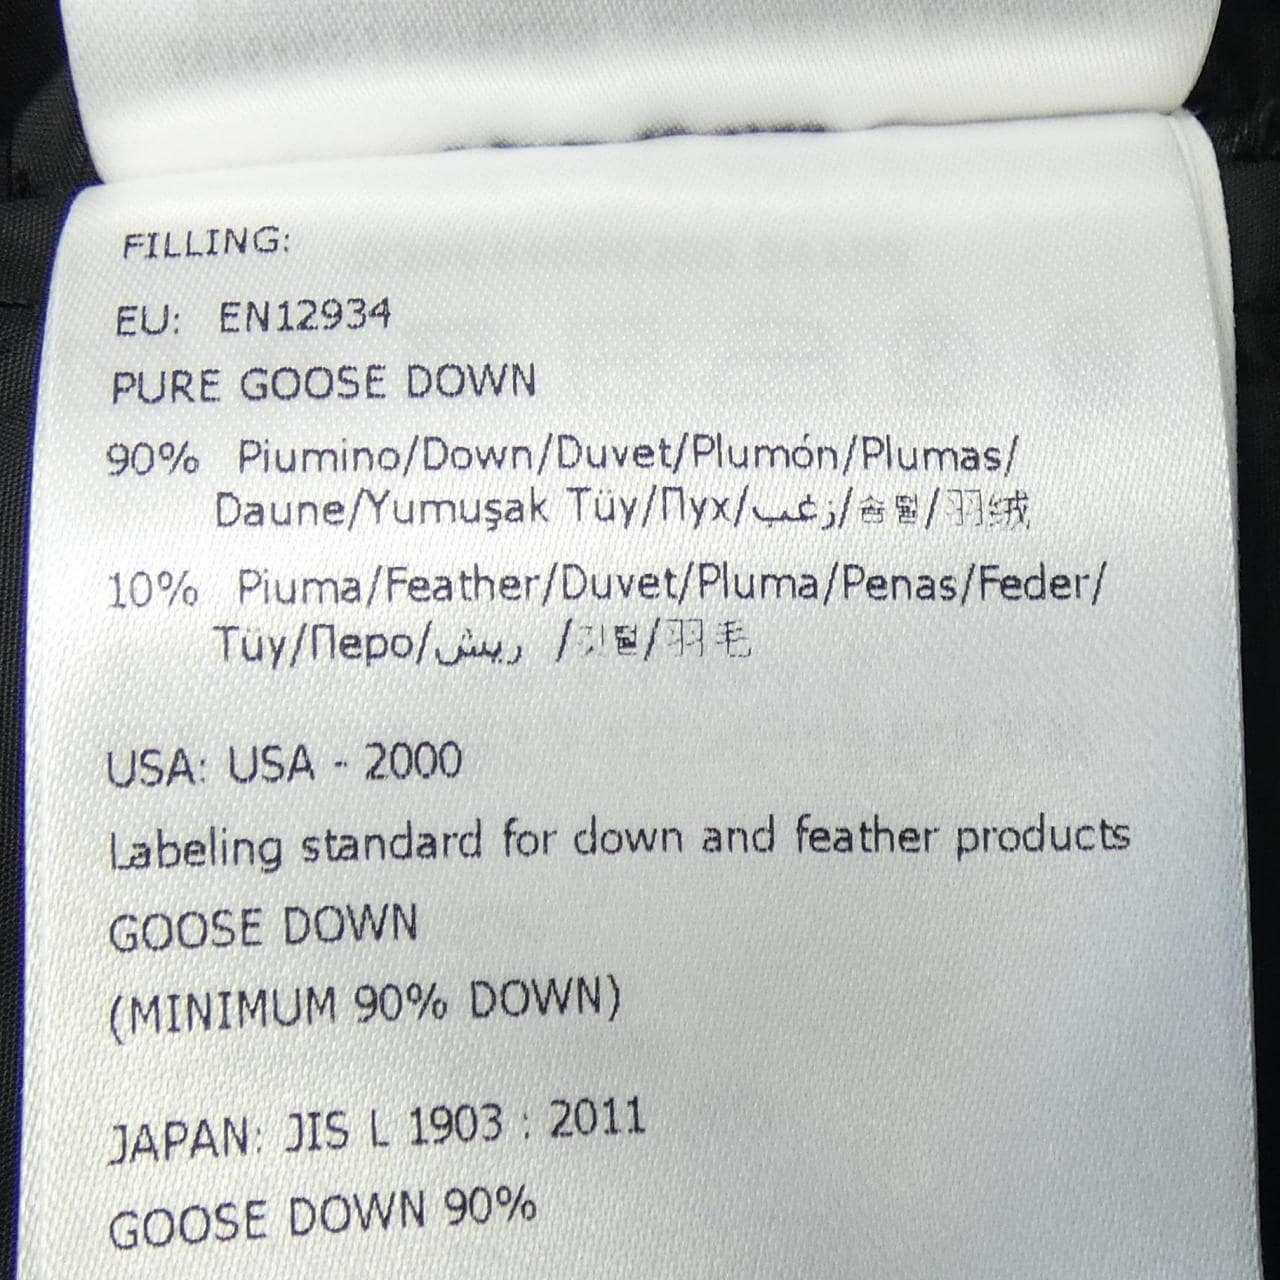 FILLING:
EU: EN12934
PURE GOOSE DOWN
90% Piumino/Down/Duvet/Plumón/Plumas/
Daune/Yumuşak Tüy/Пух/زغب/솜털/羽绒
10% Piuma/Feather/Duvet/Pluma/Penas/Feder/
Tüy/Перо/ريش /깃털/羽毛
USA: USA - 2000
Labeling standard for down and feather products
GOOSE DOWN
(MINIMUM 90% DOWN)
JAPAN: JIS L 1903 : 2011
GOOSE DOWN 90%